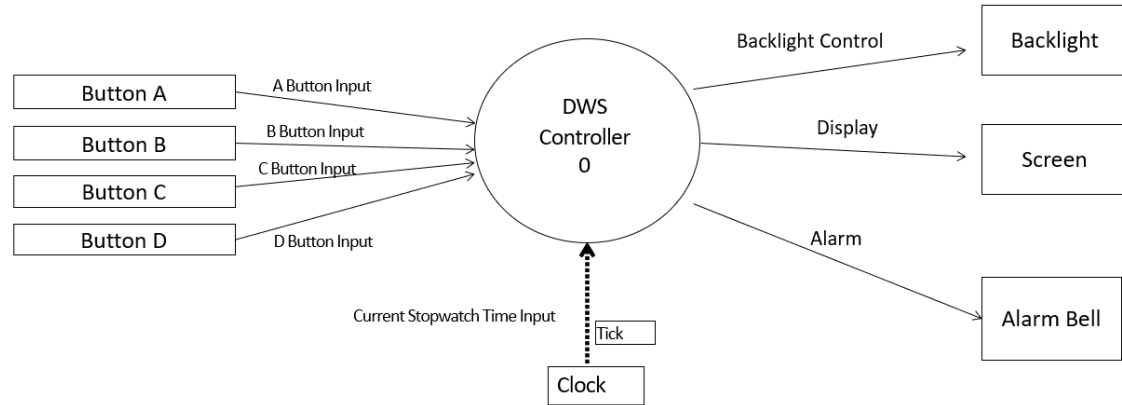 Button A
Button B
Button C
Button D
A Button Input
B Button Input
C Button Input
D Button Input
DWS
Controller
0
Current Stopwatch Time Input
Tick
Clock
Backlight Control
Display
Alarm
Backlight
Screen
Alarm Bell